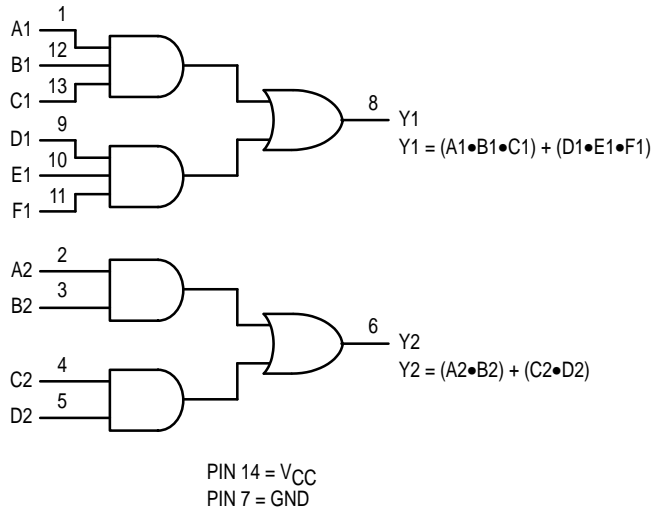 A1 1
B1 12
C1 13
D1 9
E1 10
F1 11
8 Y1
Y1 = (A1•B1•C1) + (D1•E1•F1)
A2 2
B2 3
C2 4
D2 5
6 Y2
Y2 = (A2•B2) + (C2•D2)
PIN 14 = VCC
PIN 7 = GND